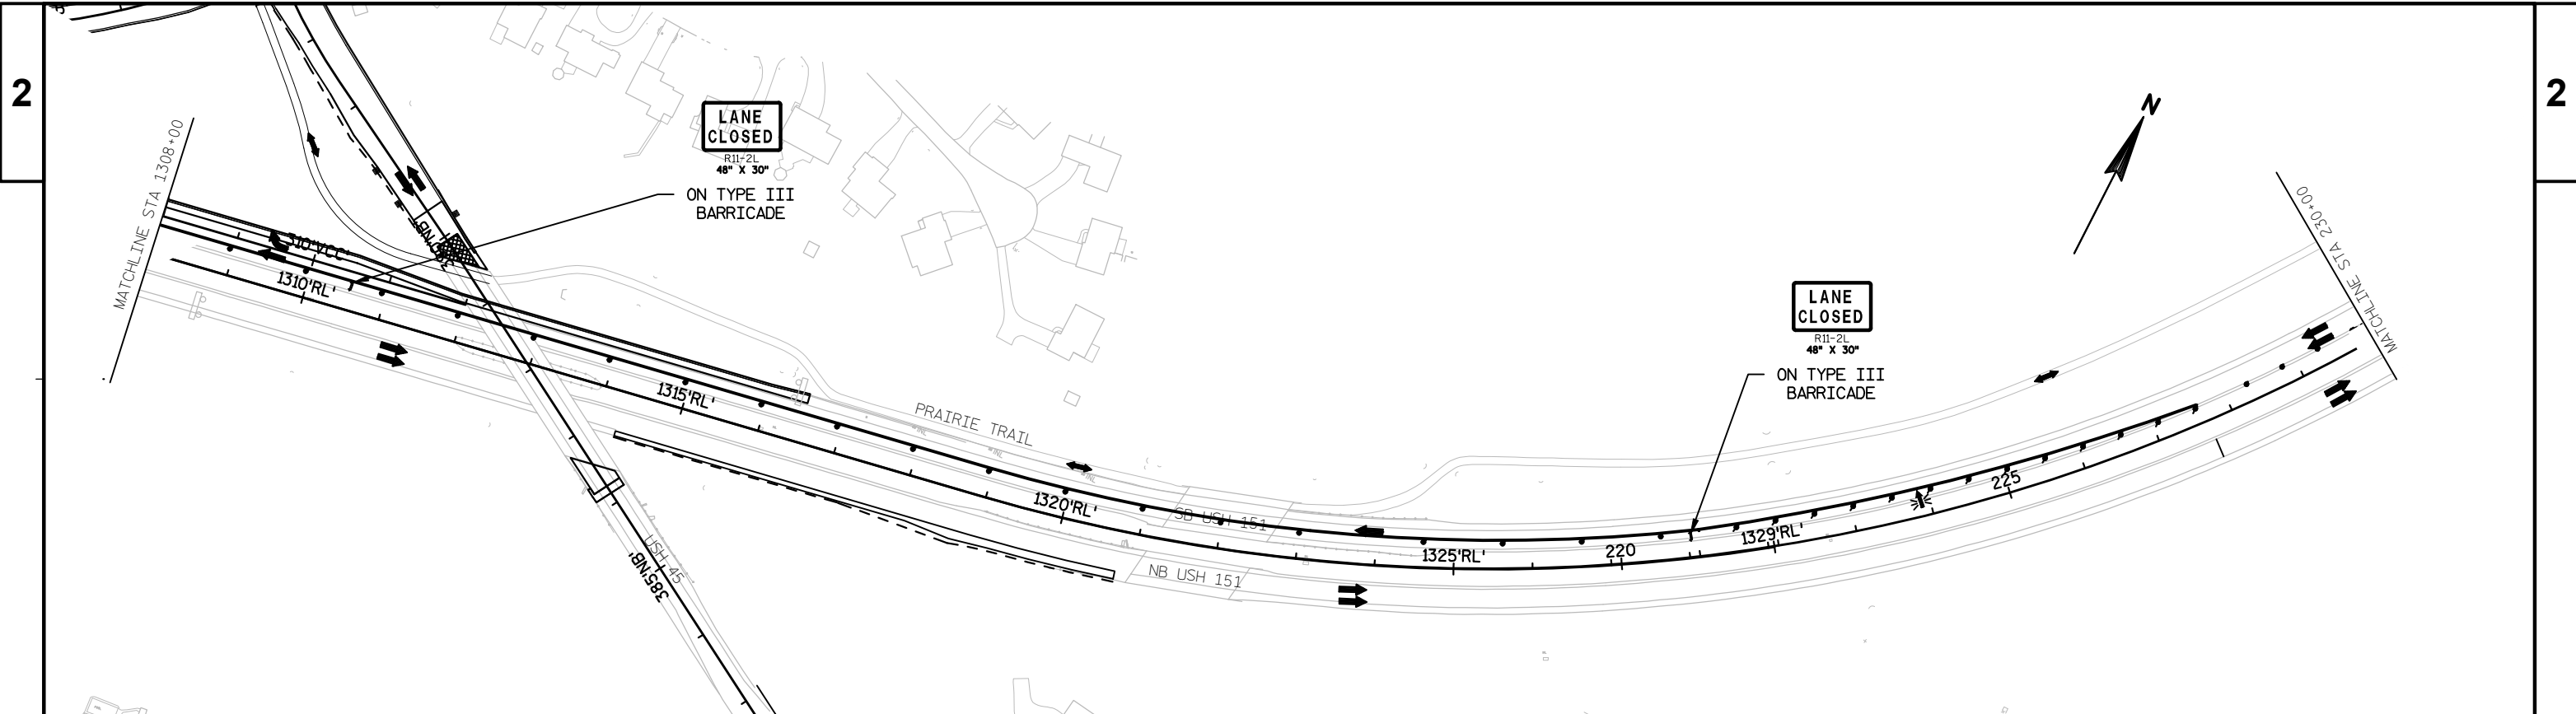 2
2
N
LANE
CLOSED
R11-2L
48" X 30"
ON TYPE III
BARRICADE
MATCHLINE STA 1308+00
310'VCC'
1310'RL'
1315'RL'
PRAIRIE TRAIL
1320'RL'
SB USH 151
NB USH 151
USH 45
385'NB'
1325'RL'
220
1329'RL'
225
LANE
CLOSED
R11-2L
48" X 30"
ON TYPE III
BARRICADE
MATCHLINE STA 230+00